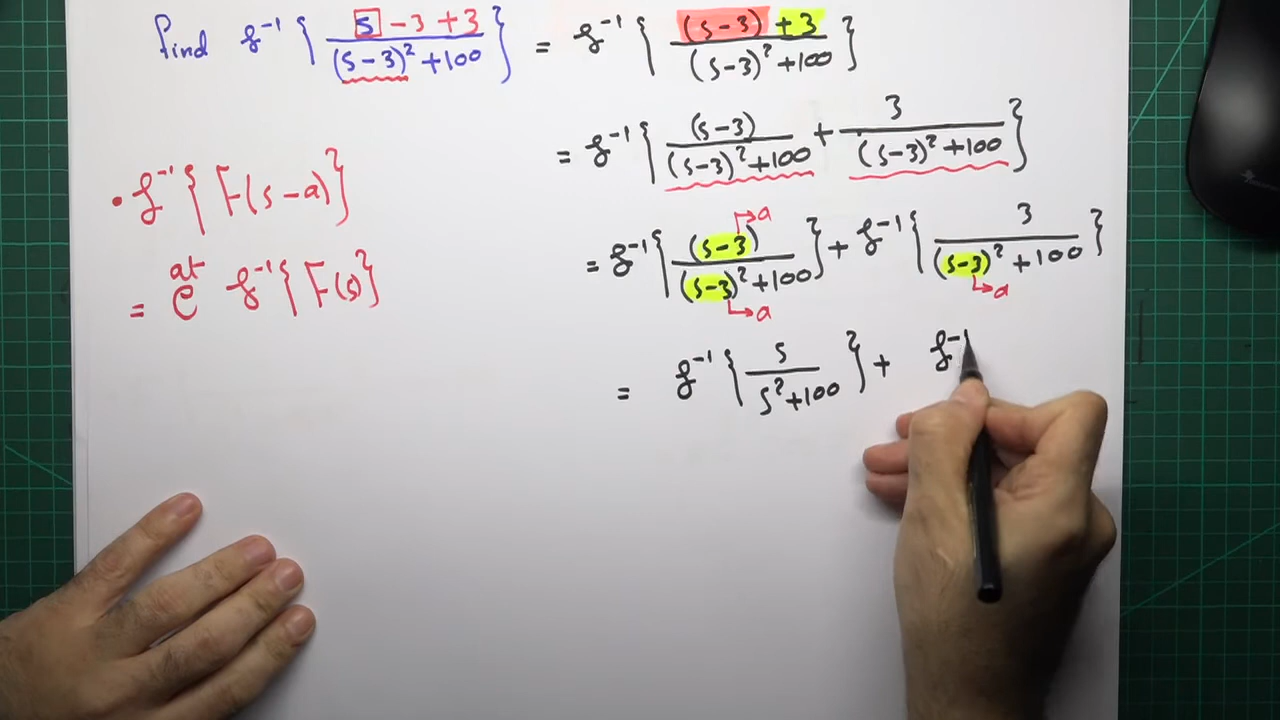 Find ℒ⁻¹ { s - 3 + 3 / (s-3)² + 100 } = ℒ⁻¹ { (s-3) + 3 / (s-3)² + 100 }
= ℒ⁻¹ { (s-3) / (s-3)² + 100 + 3 / (s-3)² + 100 }
• ℒ⁻¹ { F(s-a) }
→ a
= ℒ⁻¹ { (s-3) / (s-3)² + 100 } + ℒ⁻¹ { 3 / (s-3)² + 100 }
→ a → a
= e^at ℒ⁻¹ { F(s) }
= ℒ⁻¹ { s / s² + 100 } + ℒ⁻¹